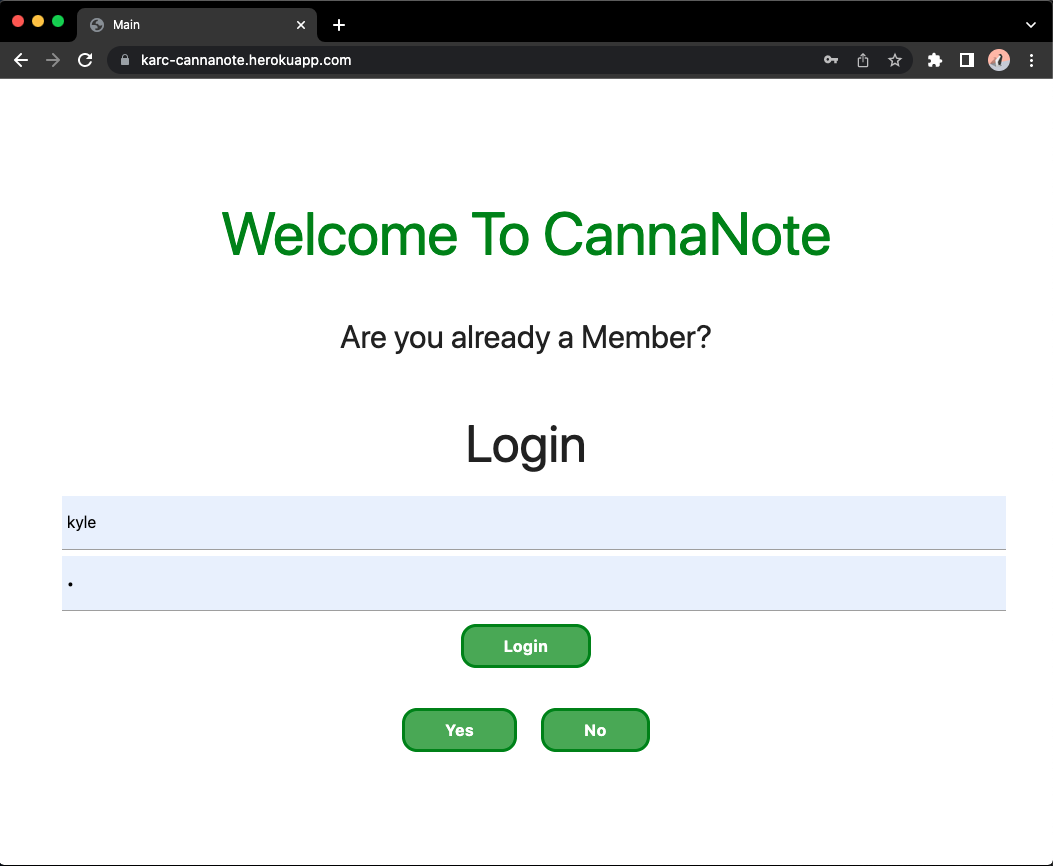 Main
karc-cannanote.herokuapp.com
Welcome To CannaNote
Are you already a Member?
Login
kyle
•
Login
Yes No